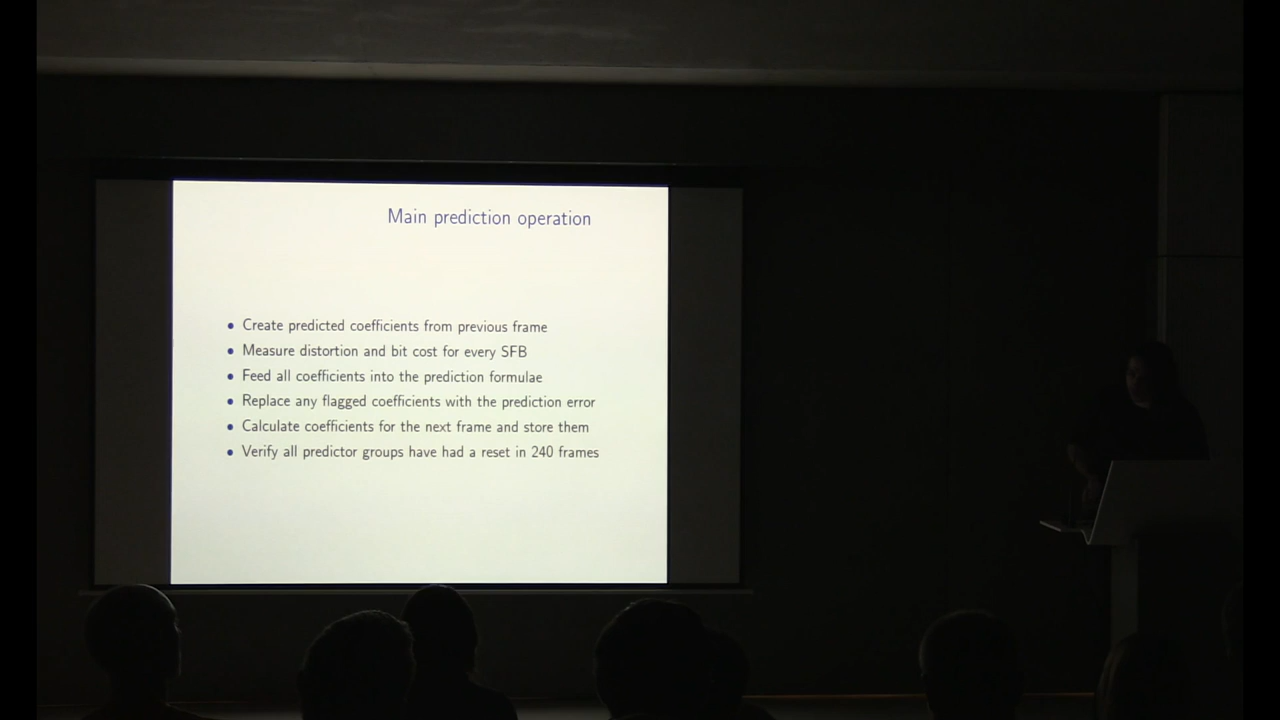 Main prediction operation
• Create predicted coefficients from previous frame
• Measure distortion and bit cost for every SFB
• Feed all coefficients into the prediction formulae
• Replace any flagged coefficients with the prediction error
• Calculate coefficients for the next frame and store them
• Verify all predictor groups have had a reset in 240 frames